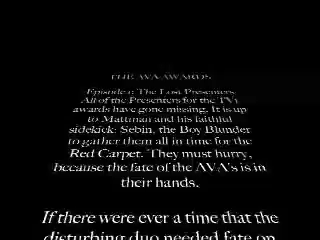 THE AVA AWARDS
Episode 1: The Lost Presenters
All of the Presenters for the TV1
awards have gone missing. It is up
to Mattman and his faithful
sidekick: Sebin, the Boy Blunder
to gather them all in time for the
Red Carpet. They must hurry,
because the fate of the AVA's is in
their hands.
If there were ever a time that the
disturbing duo needed fate on